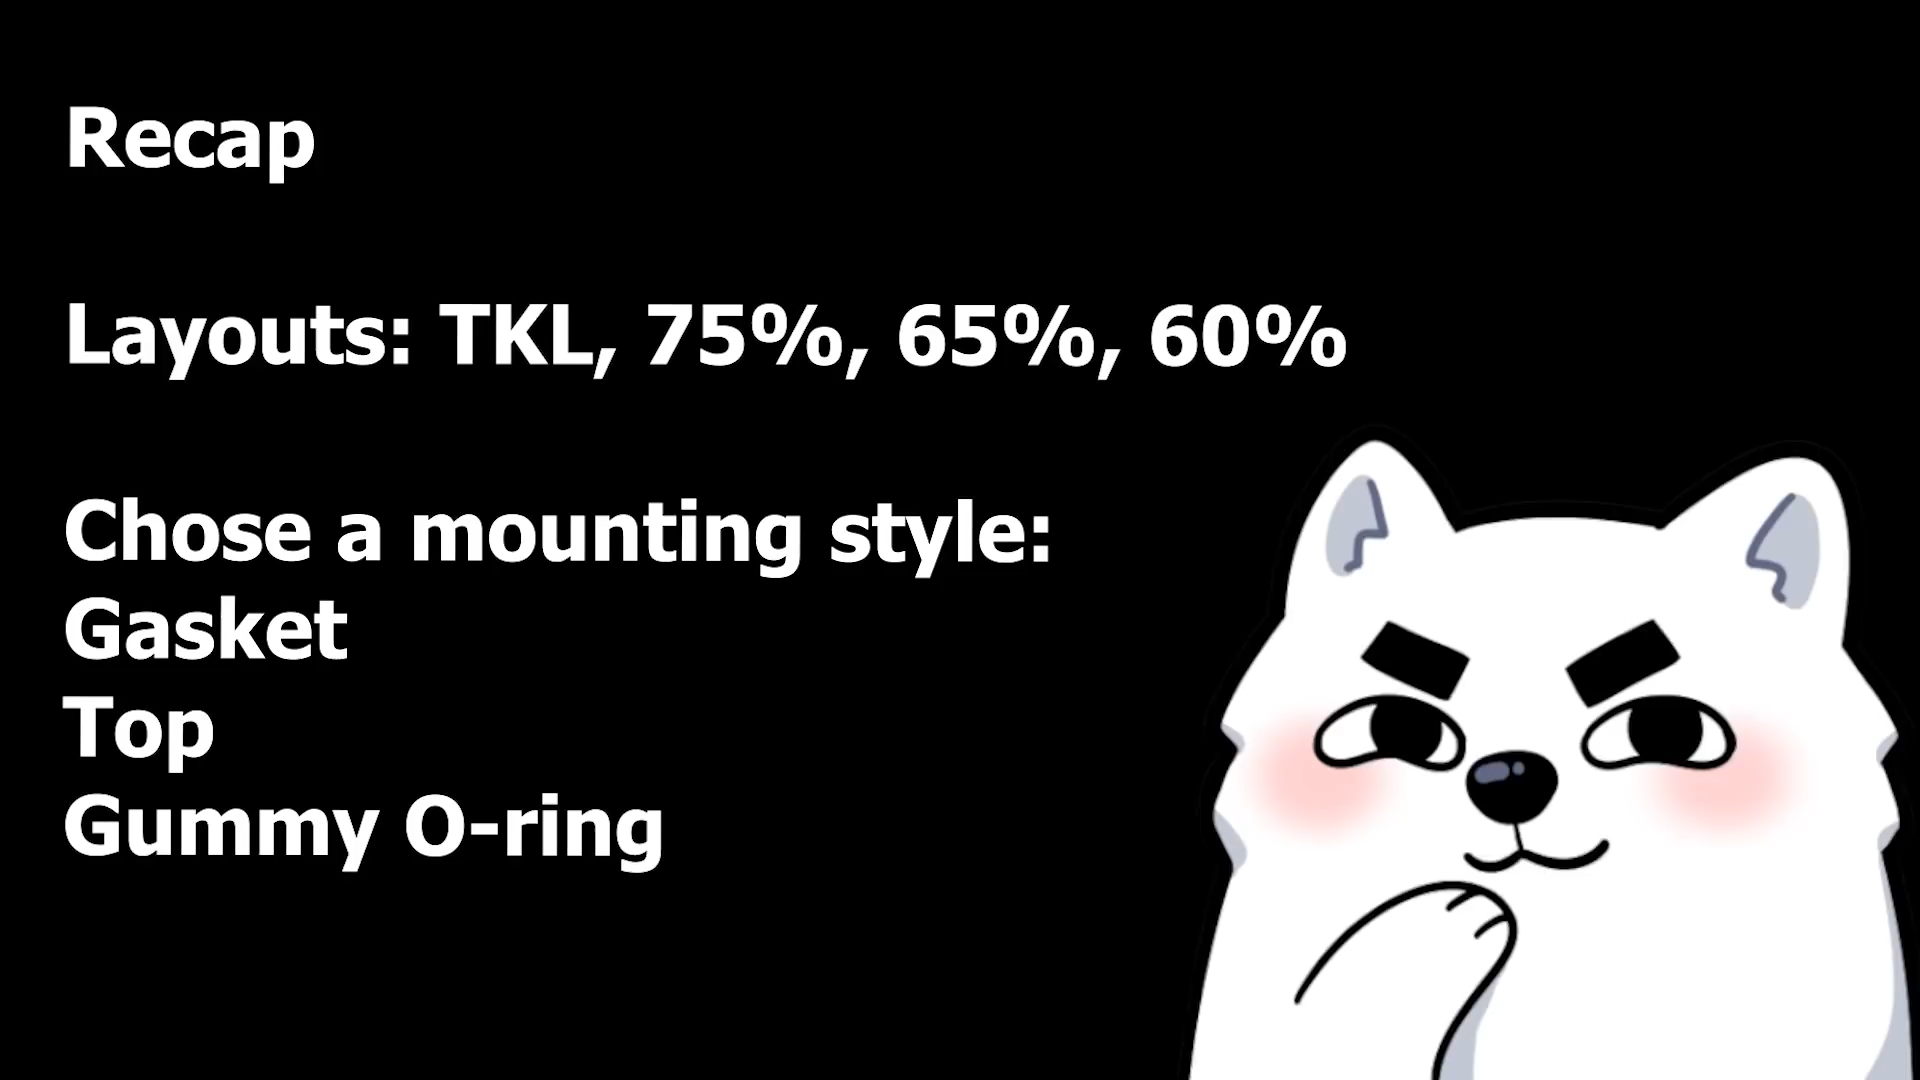 Recap
Layouts: TKL, 75%, 65%, 60%
Chose a mounting style:
Gasket
Top
Gummy O-ring